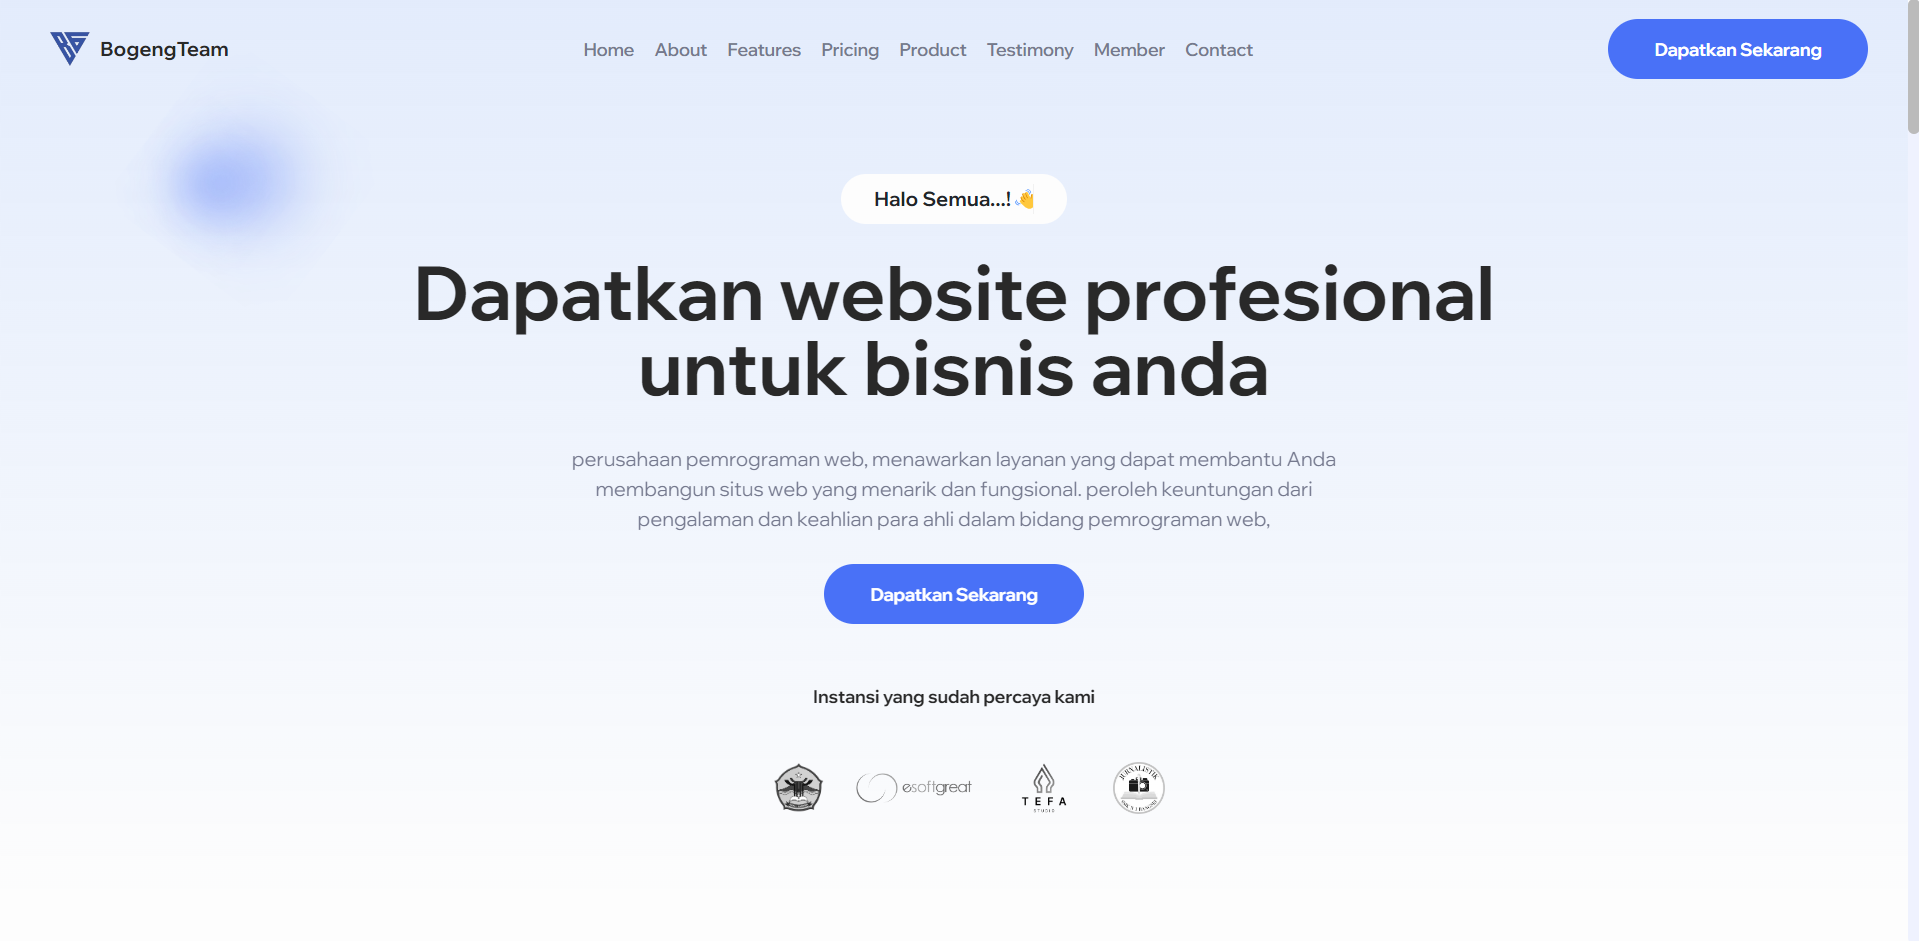 BogengTeam
Home About Features Pricing Product Testimony Member Contact
Dapatkan Sekarang
Halo Semua...! 👋
Dapatkan website profesional
untuk bisnis anda
perusahaan pemrograman web, menawarkan layanan yang dapat membantu Anda
membangun situs web yang menarik dan fungsional. peroleh keuntungan dari
pengalaman dan keahlian para ahli dalam bidang pemrograman web,
Dapatkan Sekarang
Instansi yang sudah percaya kami
esoftgreat
TEFA
STUDIO
JURNALISTIK